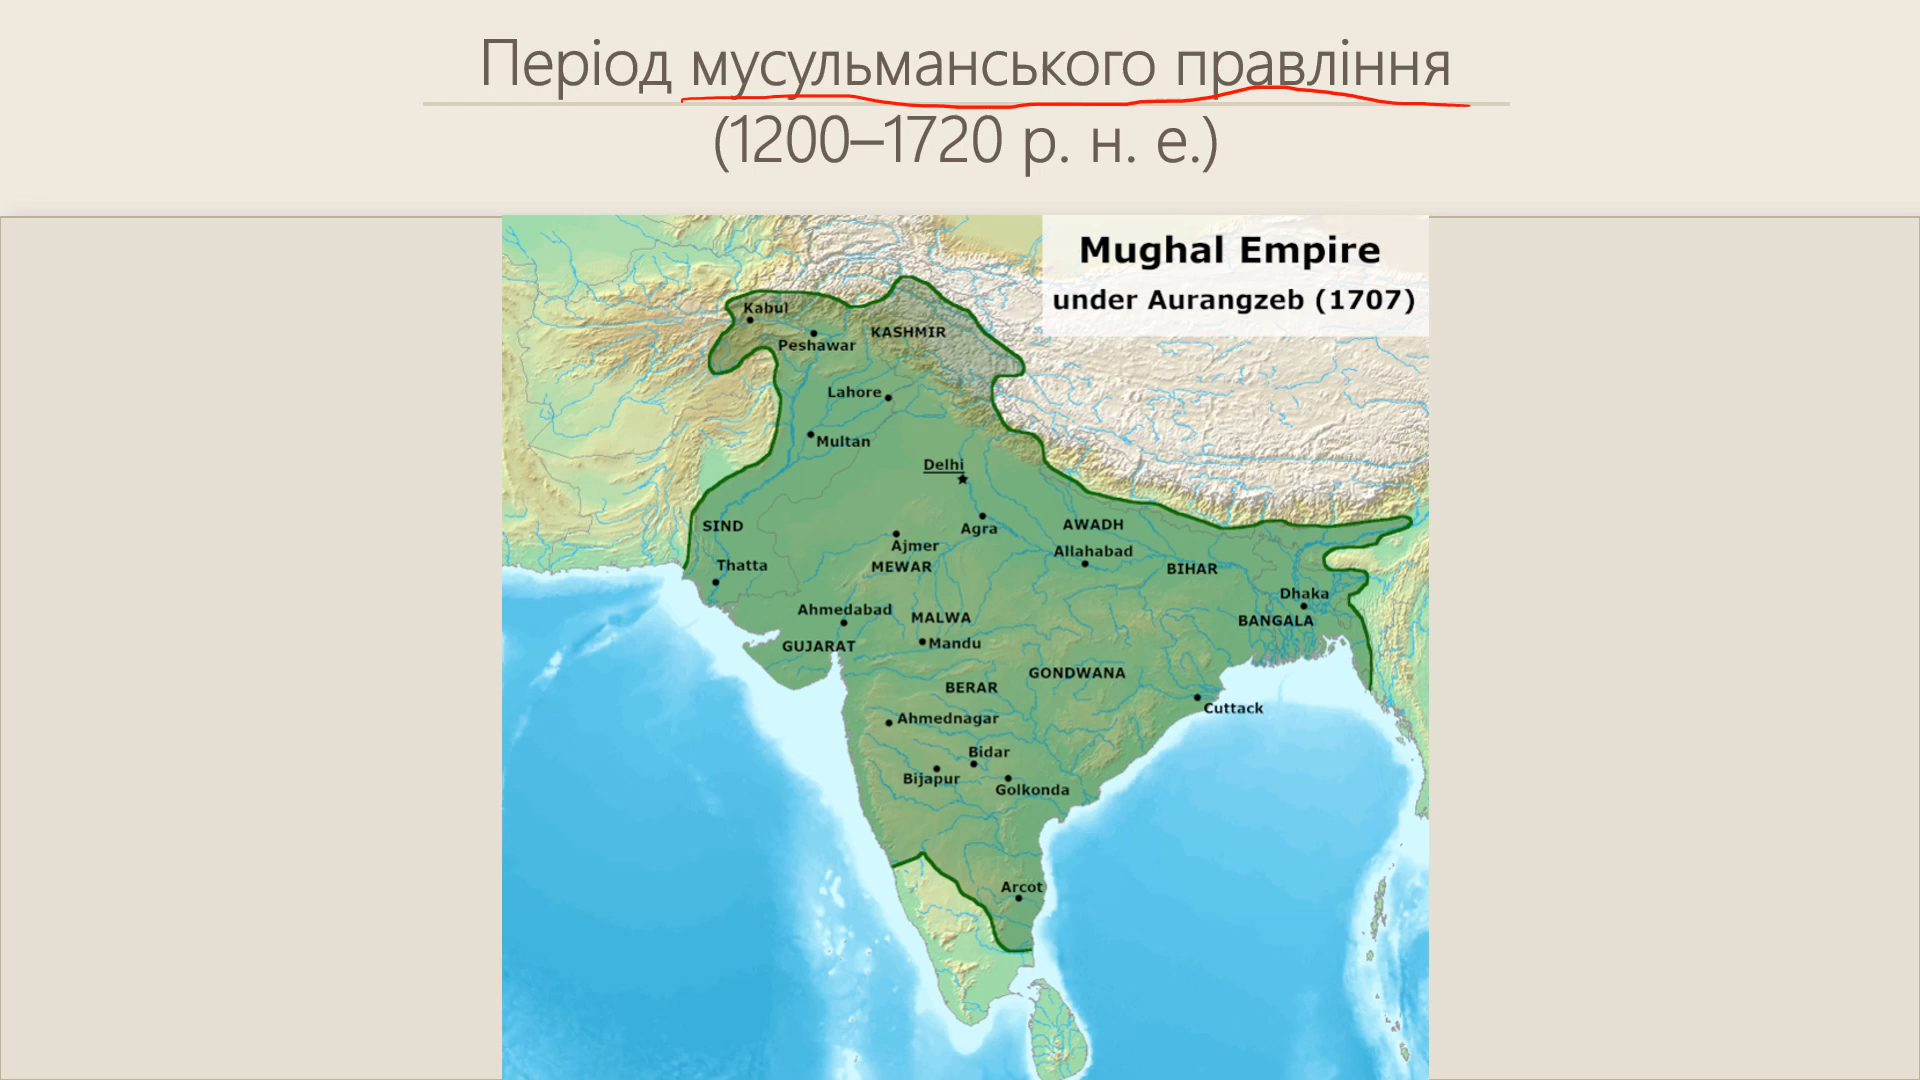 Період мусульманського правління
(1200–1720 р. н. е.)
Mughal Empire
under Aurangzeb (1707)
Kabul
Peshawar
KASHMIR
Lahore
Multan
Delhi
SIND
Agra
AWADH
Ajmer
Allahabad
MEWAR
Thatta
BIHAR
Dhaka
Ahmedabad
MALWA
BANGALA
GUJARAT
Mandu
GONDWANA
BERAR
Cuttack
Ahmednagar
Bidar
Bijapur
Golkonda
Arcot